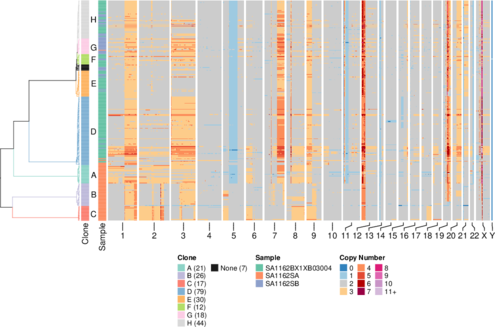 H
G
F
E
D
A
B
C
Clone
Sample
1 2 3 4 5 6 7 8 9 10 11 12 13 14 15 16 17 18 19 20 21 22 X Y
Clone
A (21)
B (26)
C (17)
D (79)
E (30)
F (12)
G (18)
H (44)
None (7)
Sample
SA1162BX1XB03004
SA1162SA
SA1162SB
Copy Number
0 4 8
1 5 9
2 6 10
3 7 11+